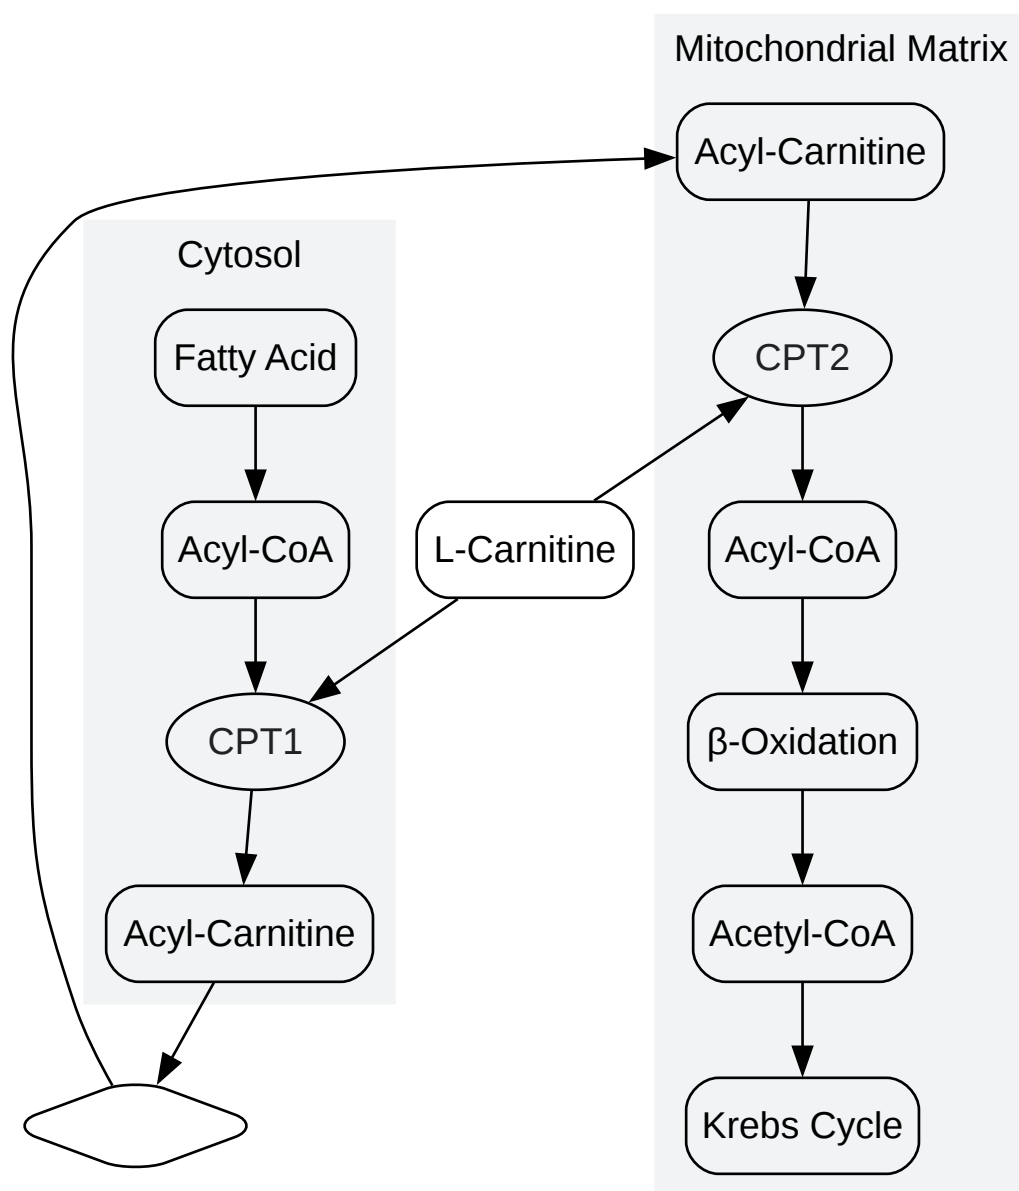 Mitochondrial Matrix
Acyl-Carnitine
Cytosol
Fatty Acid
CPT2
Acyl-CoA
L-Carnitine
Acyl-CoA
CPT1
β-Oxidation
Acyl-Carnitine
Acetyl-CoA
Krebs Cycle